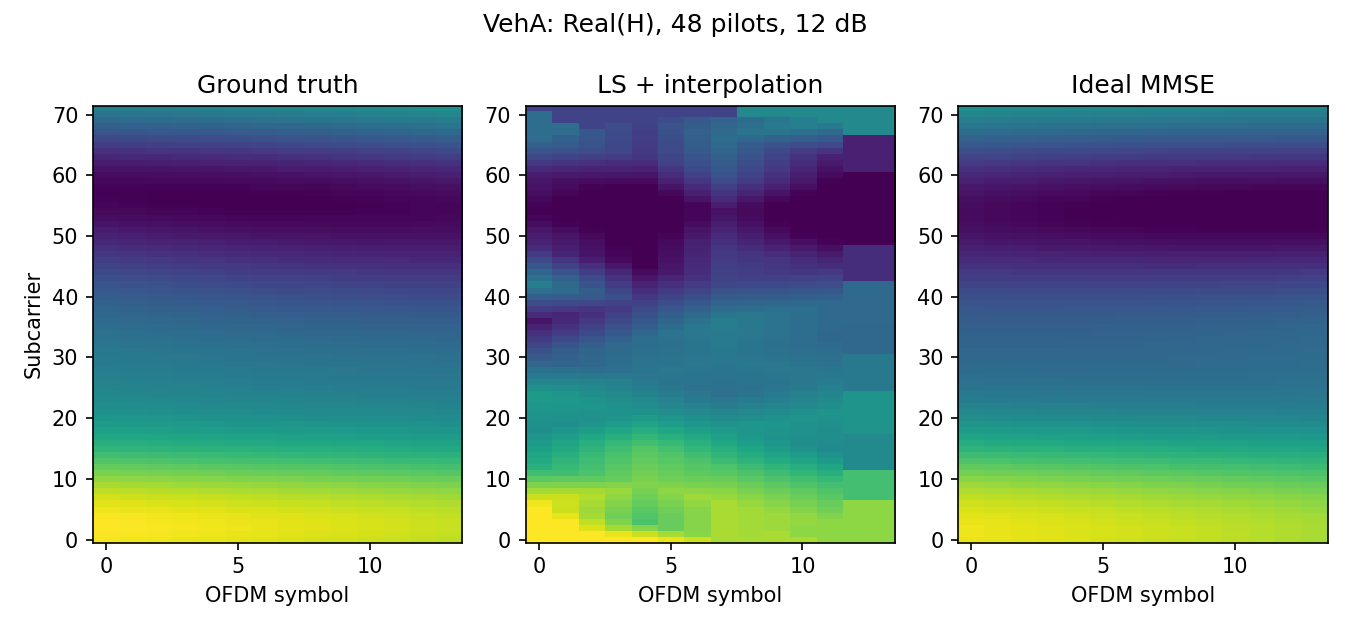 VehA: Real(H), 48 pilots, 12 dB
Ground truth
LS + interpolation
Ideal MMSE
Subcarrier
70
60
50
40
30
20
10
0
70
60
50
40
30
20
10
0
70
60
50
40
30
20
10
0
0 5 10
0 5 10
0 5 10
OFDM symbol
OFDM symbol
OFDM symbol